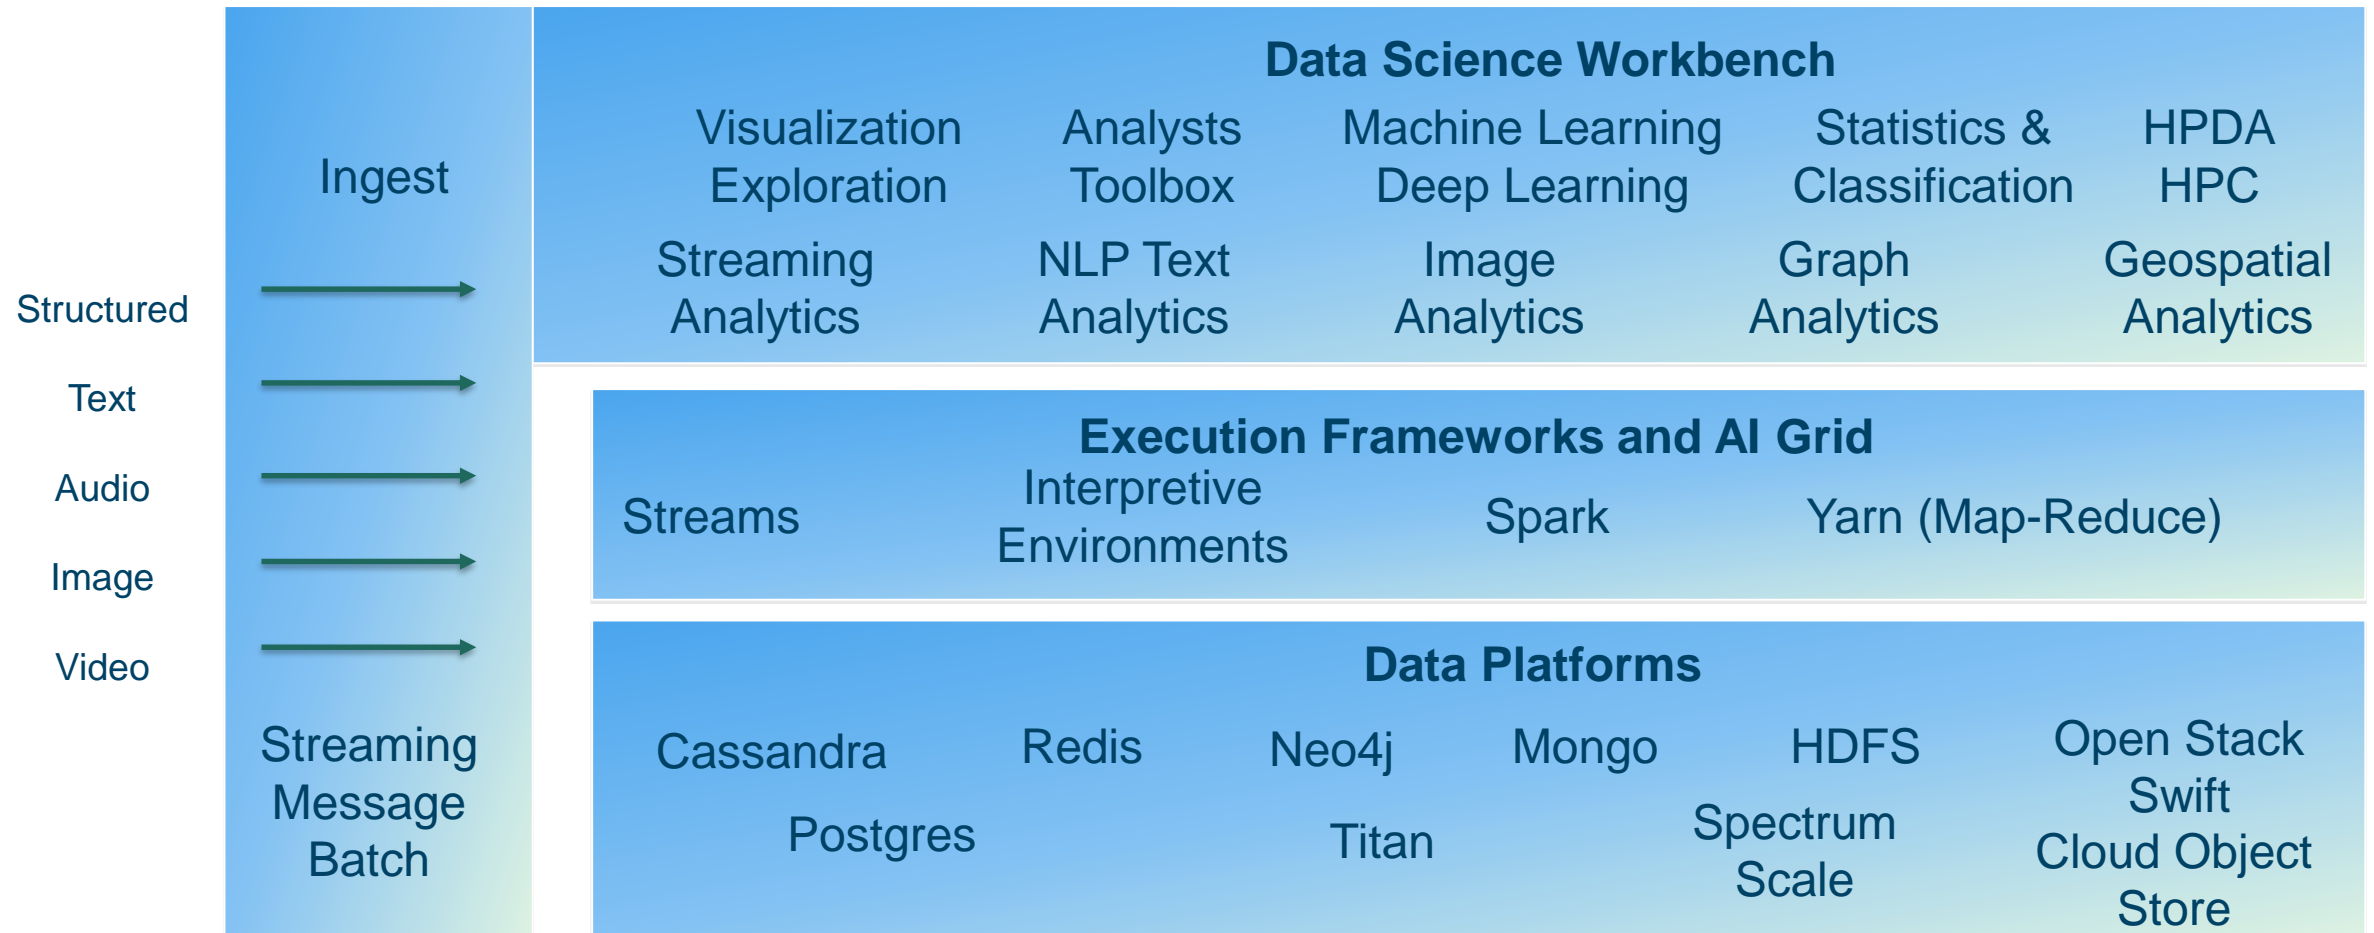 Structured
Text
Audio
Image
Video
Ingest
Streaming
Message
Batch
Data Science Workbench
Visualization
Exploration
Analysts
Toolbox
Machine Learning
Deep Learning
Statistics &
Classification
HPDA
HPC
Streaming
Analytics
NLP Text
Analytics
Image
Analytics
Graph
Analytics
Geospatial
Analytics
Execution Frameworks and AI Grid
Streams
Interpretive
Environments
Spark
Yarn (Map-Reduce)
Data Platforms
Cassandra
Redis
Neo4j
Mongo
HDFS
Open Stack
Swift
Cloud Object
Store
Postgres
Titan
Spectrum
Scale